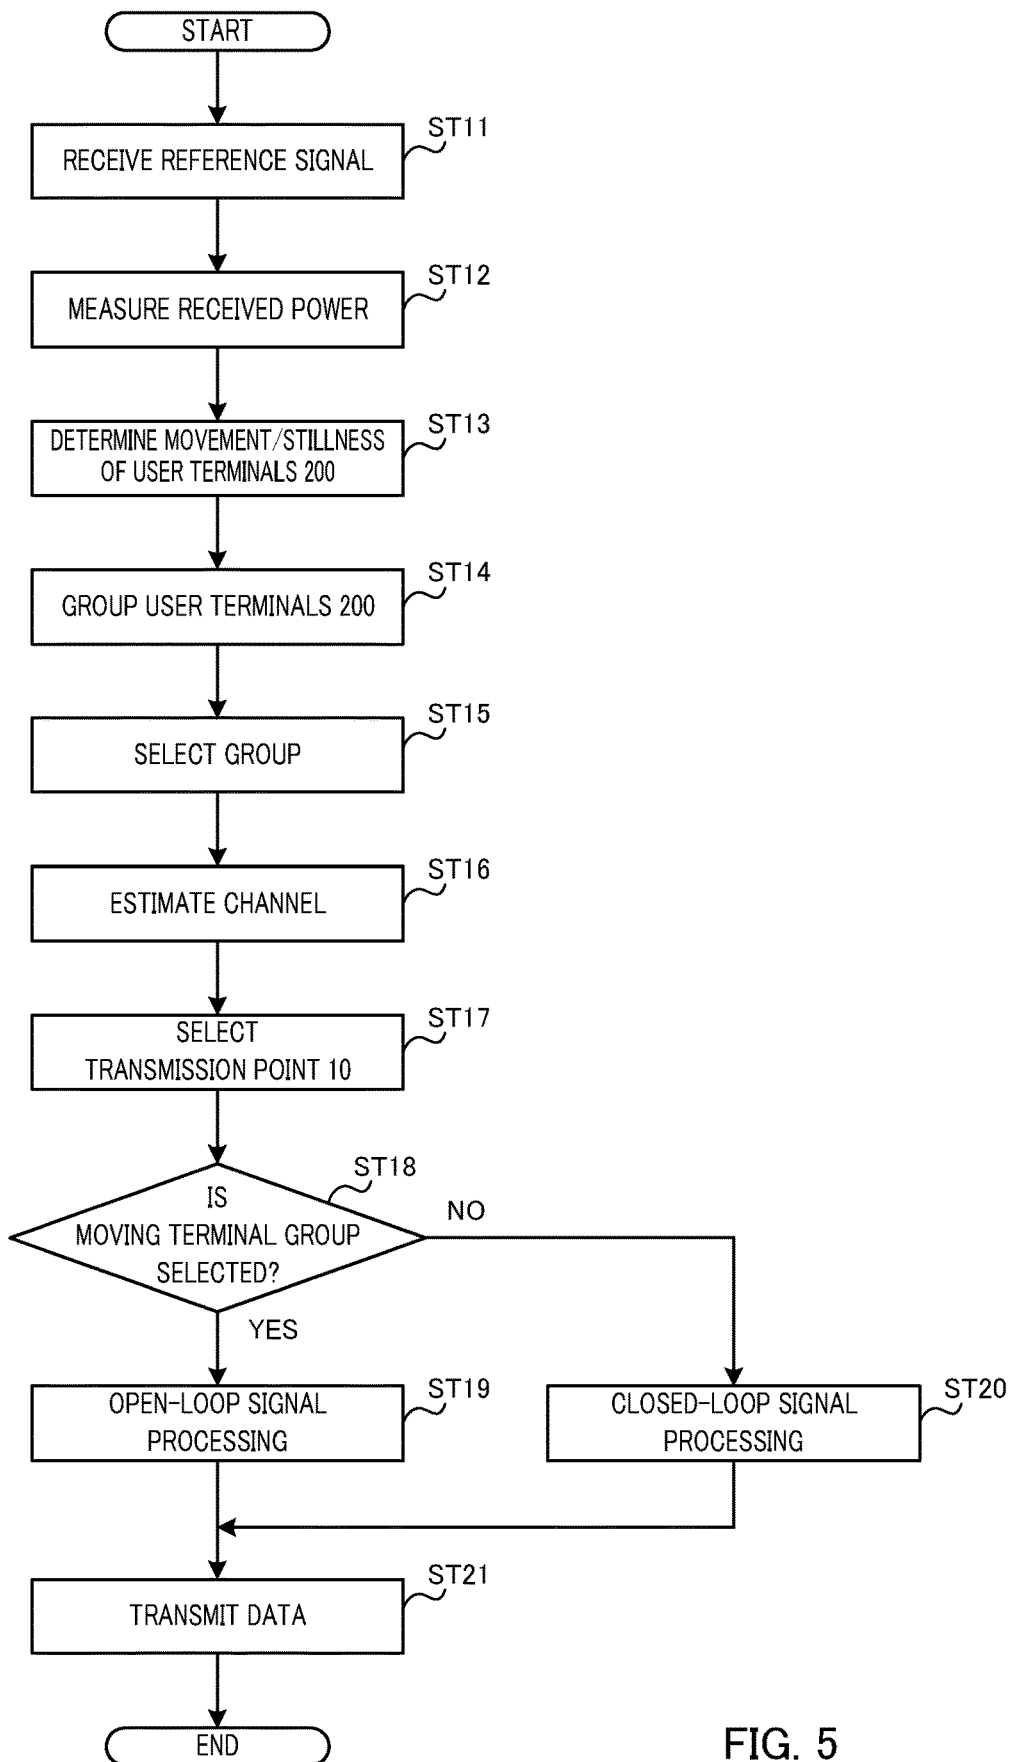 START
ST11
RECEIVE REFERENCE SIGNAL
ST12
MEASURE RECEIVED POWER
ST13
DETERMINE MOVEMENT/STILLNESS
OF USER TERMINALS 200
ST14
GROUP USER TERMINALS 200
ST15
SELECT GROUP
ST16
ESTIMATE CHANNEL
ST17
SELECT
TRANSMISSION POINT 10
ST18
IS
MOVING TERMINAL GROUP
SELECTED?
NO
YES
ST19
OPEN-LOOP SIGNAL
PROCESSING
ST20
CLOSED-LOOP SIGNAL
PROCESSING
ST21
TRANSMIT DATA
END
FIG. 5